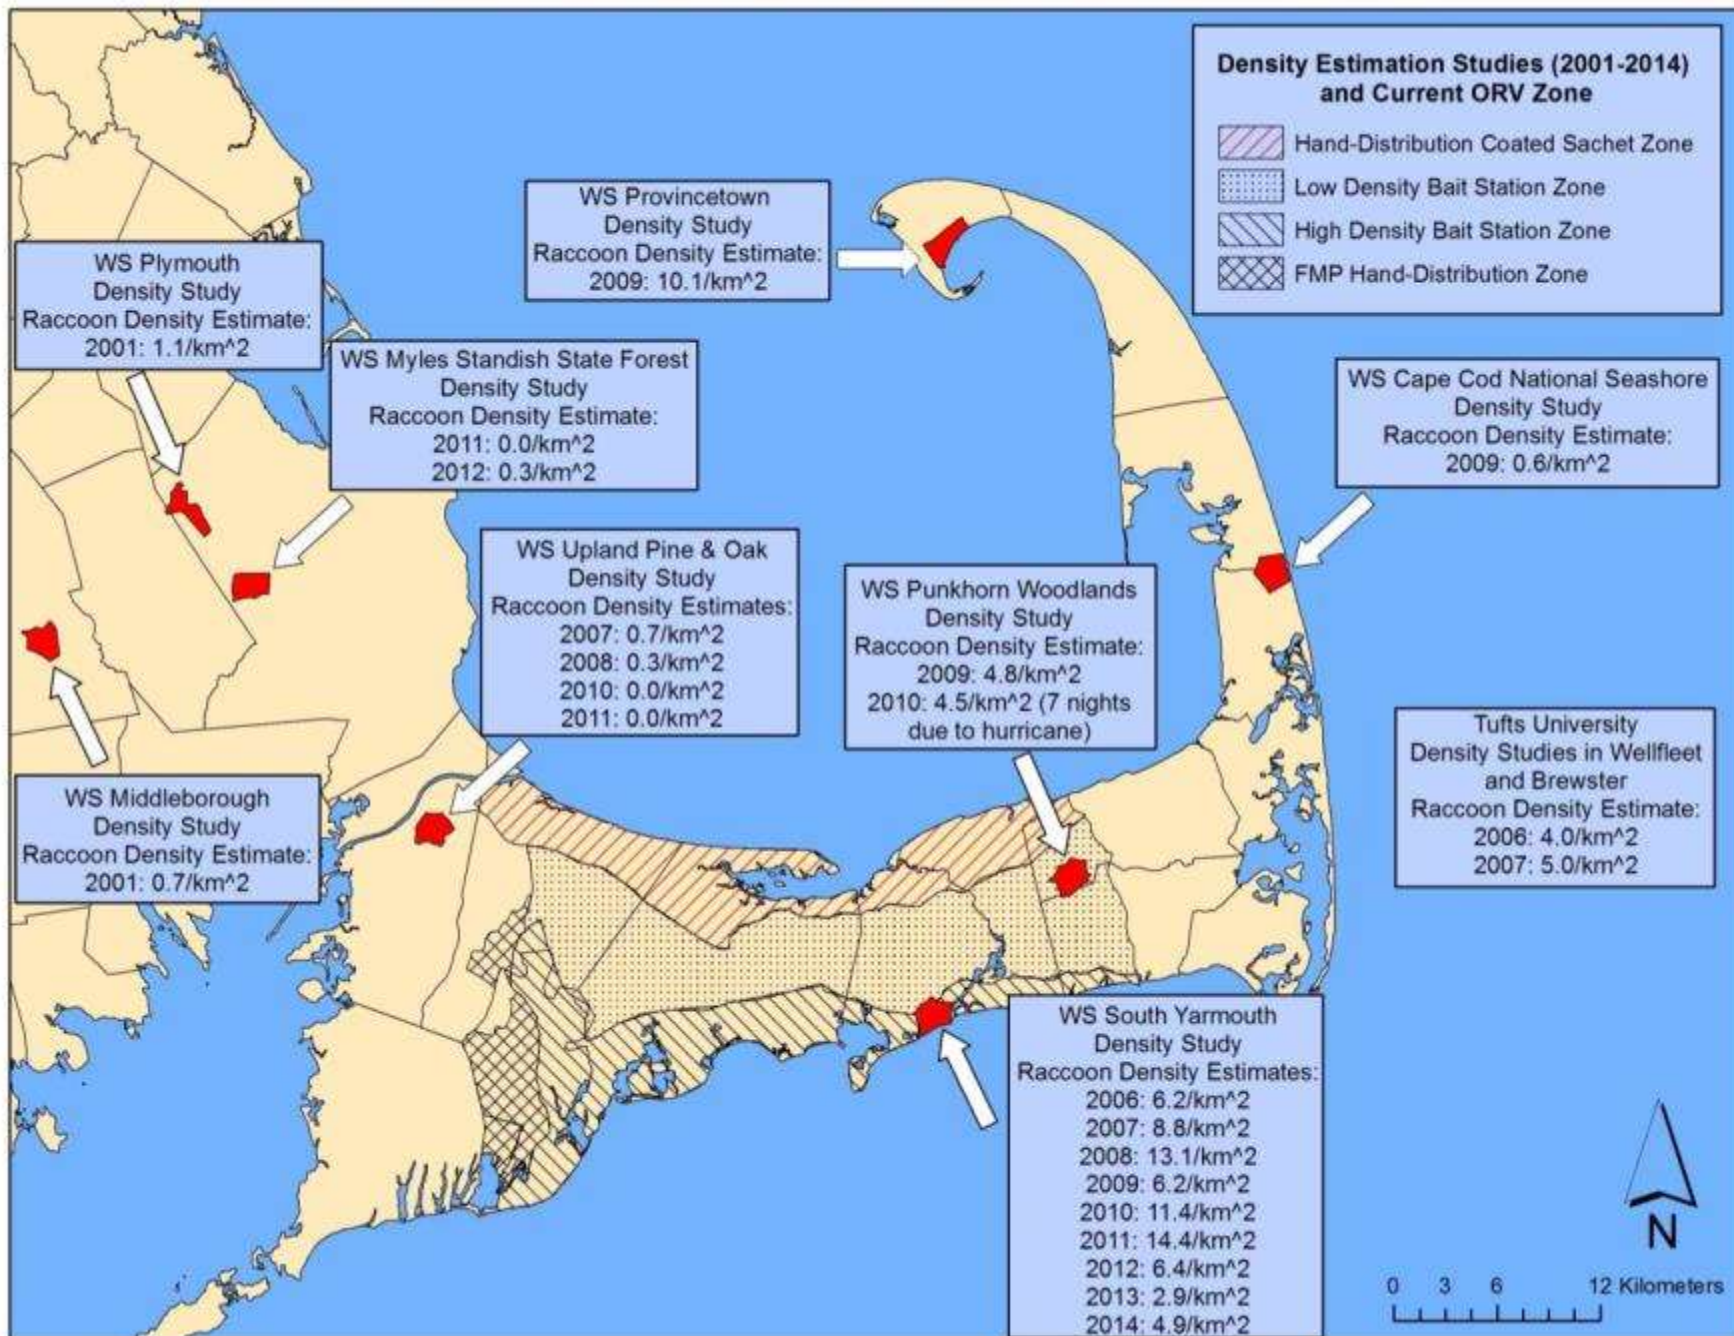 Density Estimation Studies (2001-2014)
and Current ORV Zone
Hand-Distribution Coated Sachet Zone
Low Density Bait Station Zone
High Density Bait Station Zone
FMP Hand-Distribution Zone
WS Provincetown
Density Study
Raccoon Density Estimate:
2009: 10.1/km^2
WS Plymouth
Density Study
Raccoon Density Estimate:
2001: 1.1/km^2
WS Myles Standish State Forest
Density Study
Raccoon Density Estimate:
2011: 0.0/km^2
2012: 0.3/km^2
WS Cape Cod National Seashore
Density Study
Raccoon Density Estimate:
2009: 0.6/km^2
WS Upland Pine & Oak
Density Study
Raccoon Density Estimates:
2007: 0.7/km^2
2008: 0.3/km^2
2010: 0.0/km^2
2011: 0.0/km^2
WS Punkhorn Woodlands
Density Study
Raccoon Density Estimate:
2009: 4.8/km^2
2010: 4.5/km^2 (7 nights
due to hurricane)
Tufts University
Density Studies in Wellfleet
and Brewster
Raccoon Density Estimate:
2006: 4.0/km^2
2007: 5.0/km^2
WS Middleborough
Density Study
Raccoon Density Estimate:
2001: 0.7/km^2
WS South Yarmouth
Density Study
Raccoon Density Estimates:
2006: 6.2/km^2
2007: 8.8/km^2
2008: 13.1/km^2
2009: 6.2/km^2
2010: 11.4/km^2
2011: 14.4/km^2
2012: 6.4/km^2
2013: 2.9/km^2
2014: 4.9/km^2
N
0 3 6 12 Kilometers